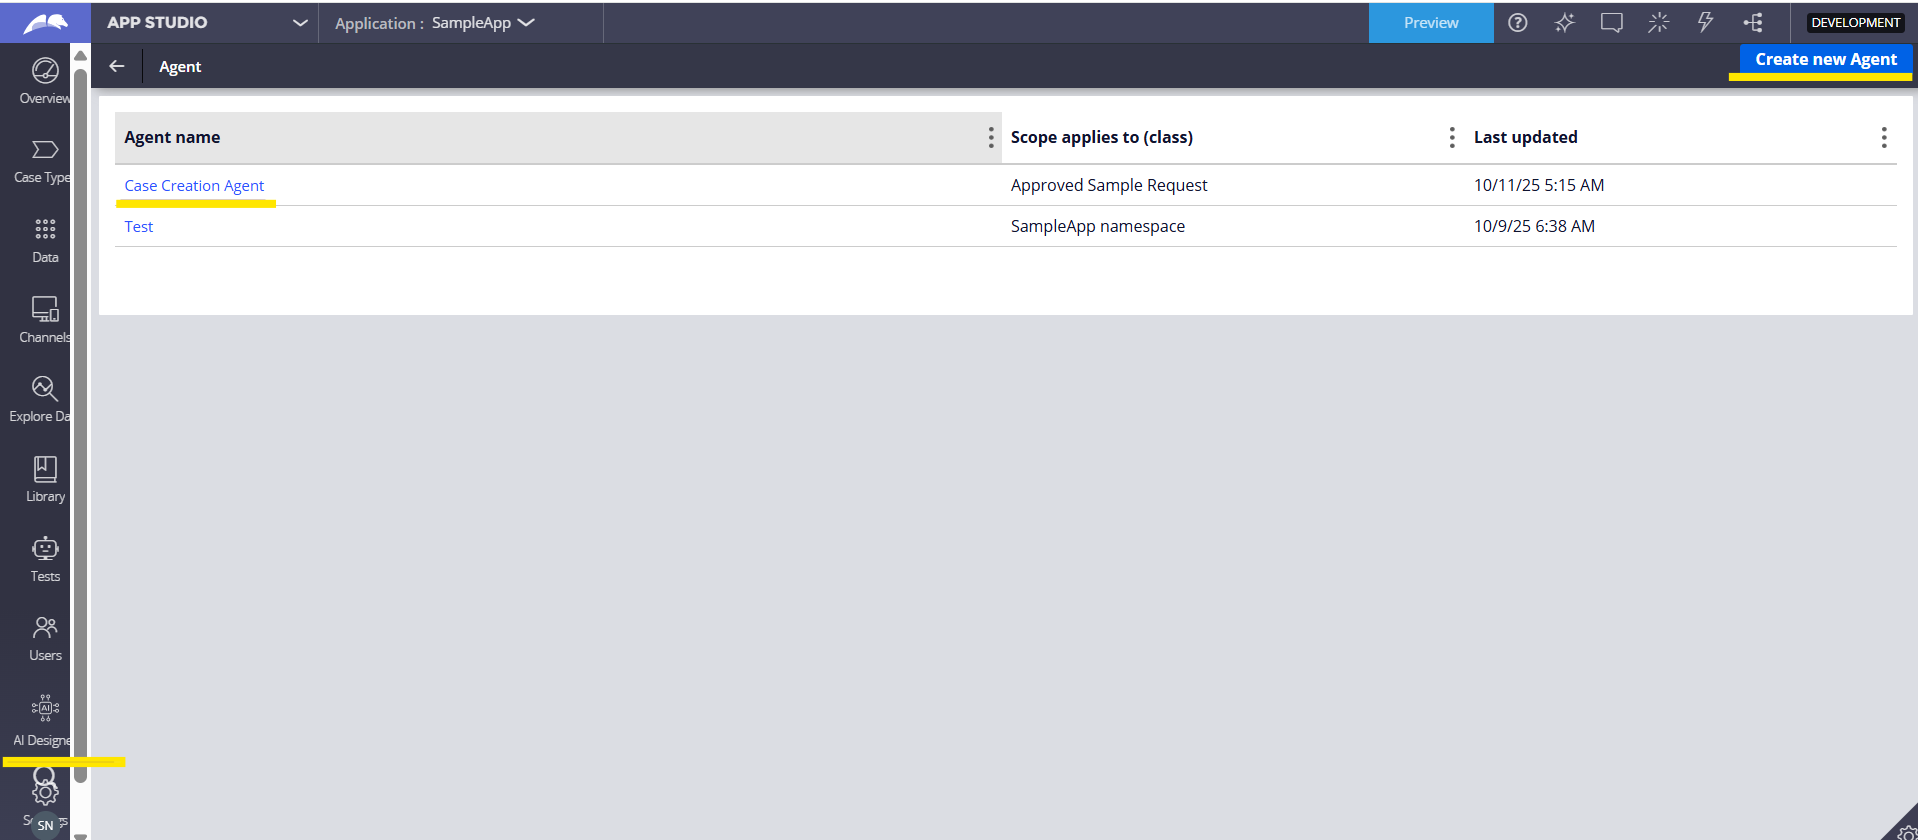 APP STUDIO
Application : SampleApp
Preview
DEVELOPMENT
Agent
Create new Agent
Overview
Case Type
Data
Channels
Explore Da
Library
Tests
Users
AI Designe
SN
Agent name
Scope applies to (class)
Last updated
Case Creation Agent
Approved Sample Request
10/11/25 5:15 AM
Test
SampleApp namespace
10/9/25 6:38 AM